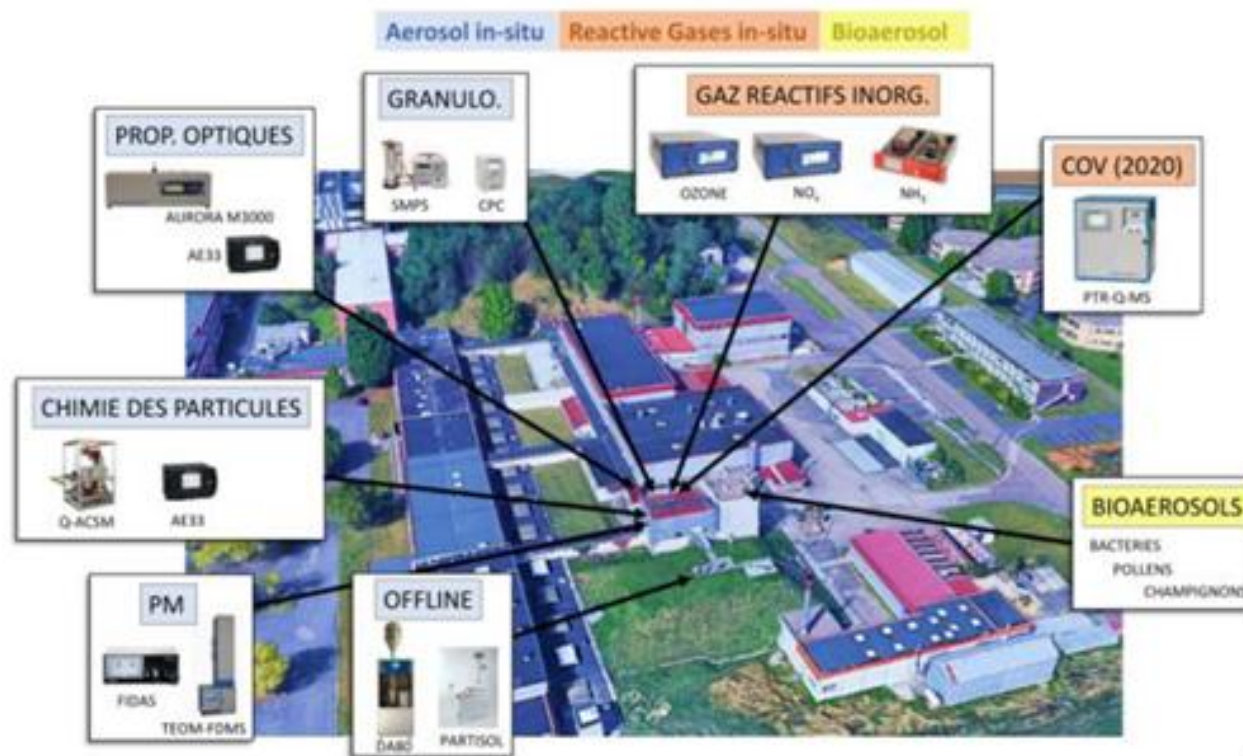 Aerosol in-situ Reactive Gases in-situ Bioaerosol
GRANULO.
SMPS CPC
GAZ REACTIFS INORG.
OZONE NOₓ NH₃
PROP. OPTIQUES
AURORA M3000
AE33
COV (2020)
PTR-Q-MS
CHIMIE DES PARTICULES
Q-ACSM AE33
BIOAEROSOLS
BACTERIES
POLLENS
CHAMPIGNONS
PM
FIDAS
TEOM-FDMS
OFFLINE
DA80 PARTISOL